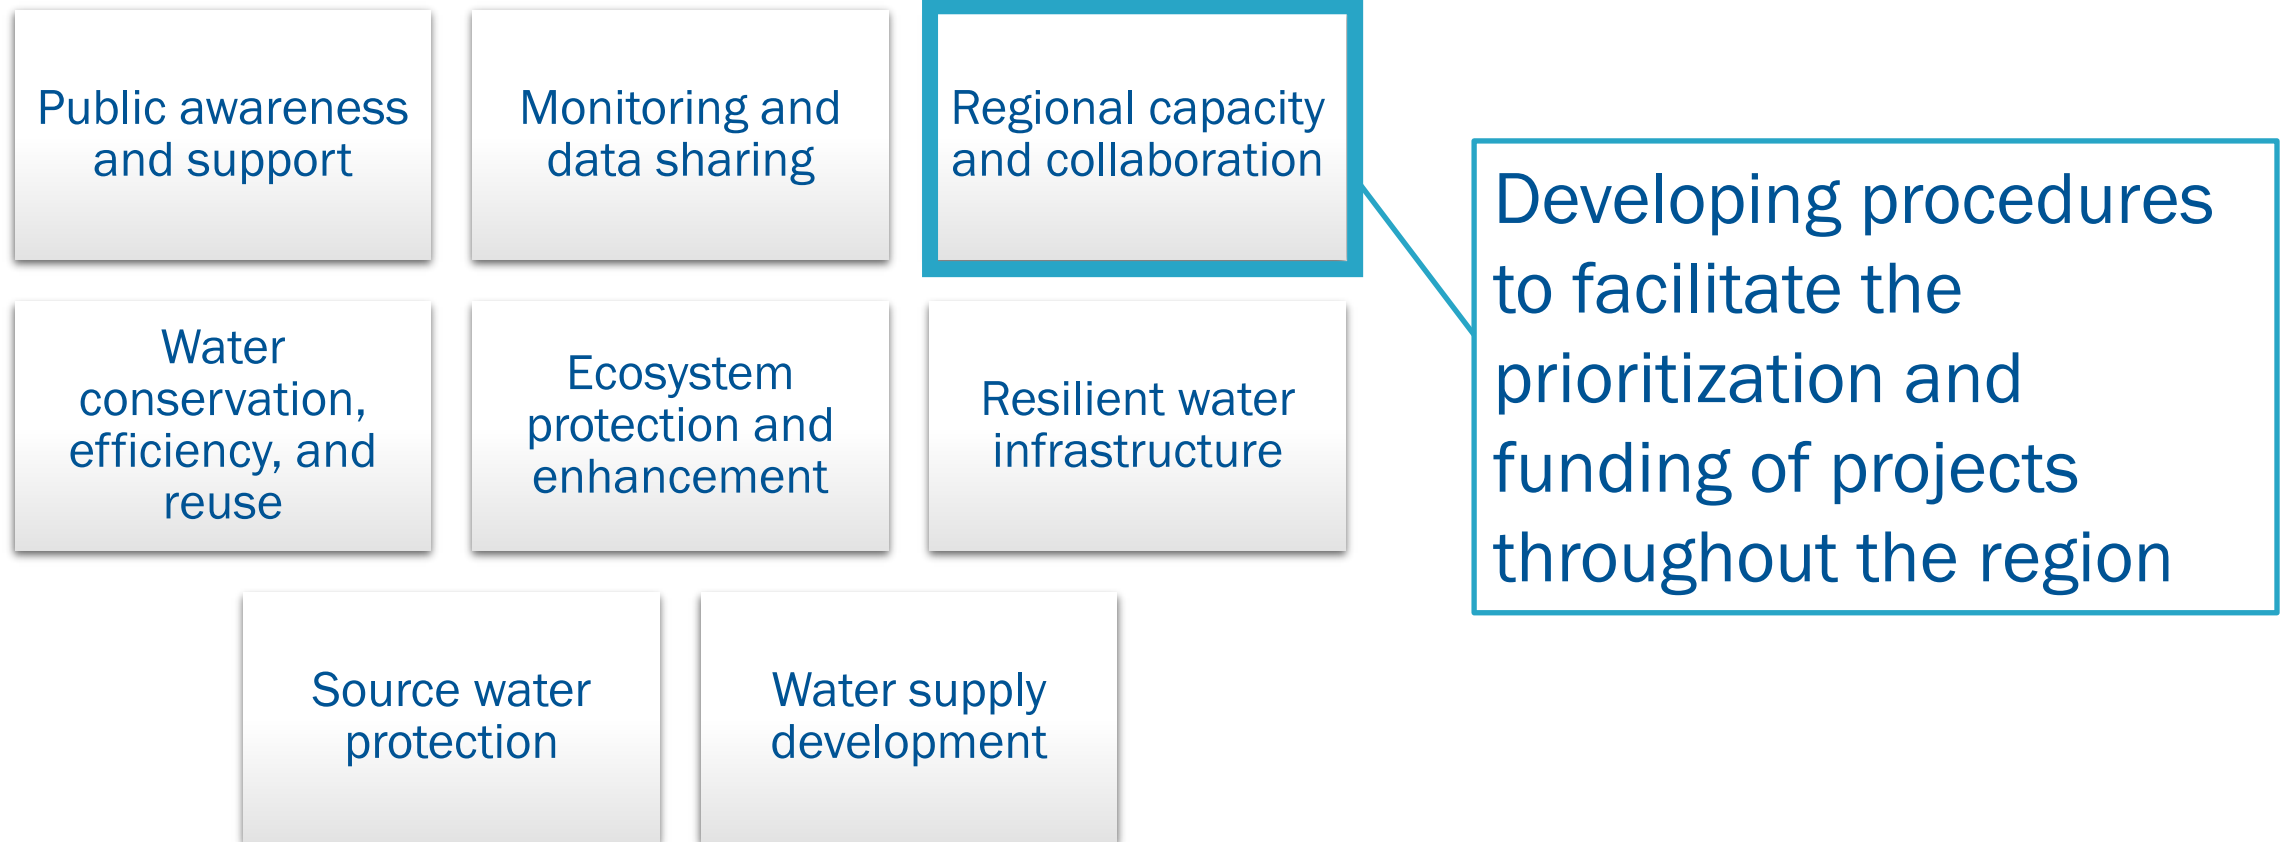 Public awareness
and support
Monitoring and
data sharing
Regional capacity
and collaboration
Water
conservation,
efficiency, and
reuse
Ecosystem
protection and
enhancement
Resilient water
infrastructure
Source water
protection
Water supply
development
Developing procedures
to facilitate the
prioritization and
funding of projects
throughout the region